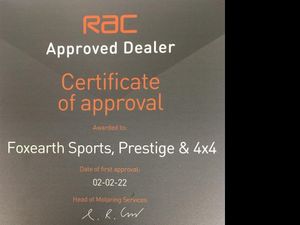 RAC
Approved Dealer
Certificate
of approval
Awarded to:
Foxearth Sports, Prestige & 4x4
Date of first approval:
02-02-22
Head of Motoring Services